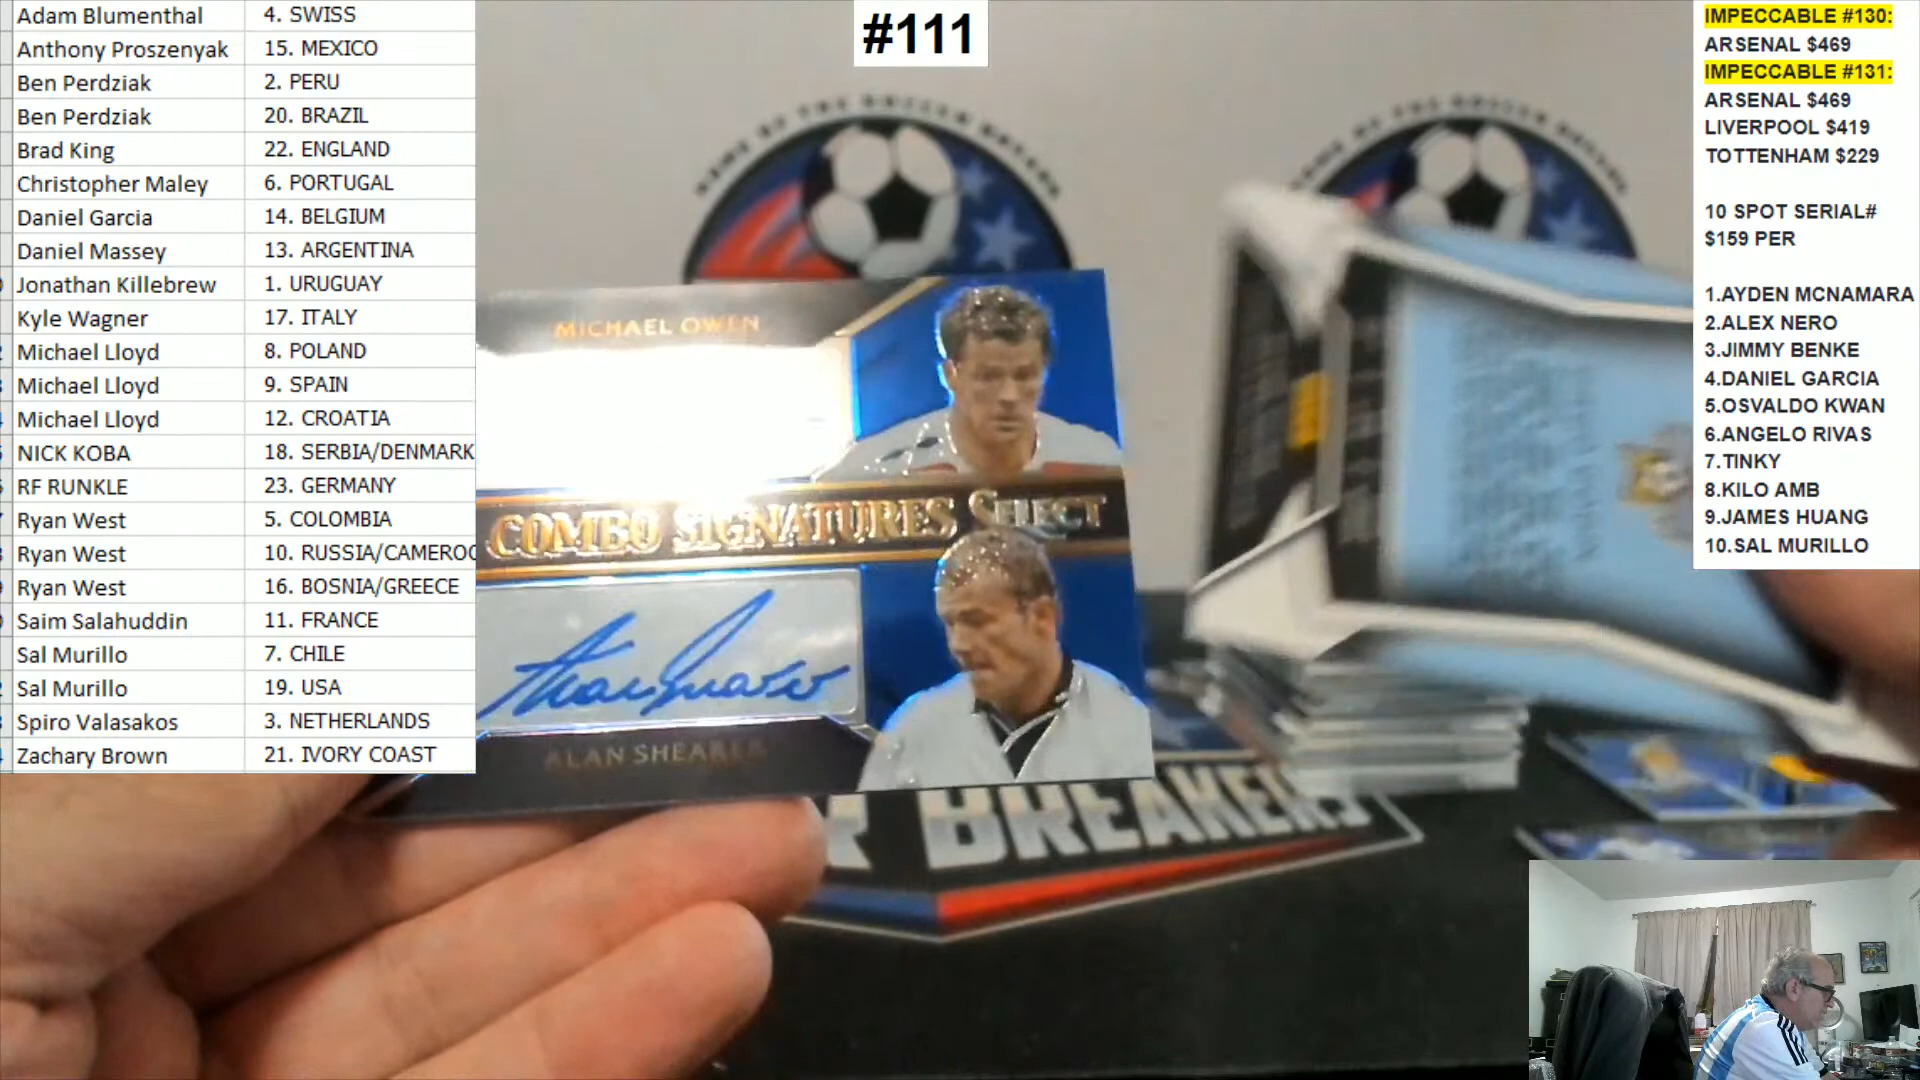 Adam Blumenthal 4. SWISS
Anthony Proszenyak 15. MEXICO
Ben Perdziak 2. PERU
Ben Perdziak 20. BRAZIL
Brad King 22. ENGLAND
Christopher Maley 6. PORTUGAL
Daniel Garcia 14. BELGIUM
Daniel Massey 13. ARGENTINA
Jonathan Killebrew 1. URUGUAY
Kyle Wagner 17. ITALY
Michael Lloyd 8. POLAND
Michael Lloyd 9. SPAIN
Michael Lloyd 12. CROATIA
NICK KOBA 18. SERBIA/DENMARK
RF RUNKLE 23. GERMANY
Ryan West 5. COLOMBIA
Ryan West 10. RUSSIA/CAMEROO
Ryan West 16. BOSNIA/GREECE
Saim Salahuddin 11. FRANCE
Sal Murillo 7. CHILE
Sal Murillo 19. USA
Spiro Valasakos 3. NETHERLANDS
Zachary Brown 21. IVORY COAST
#111
MICHAEL OWEN
COMBO SIGNATURES SELECT
Alan Shearer
ALAN SHEARER
BREAKERS
IMPECCABLE #130:
ARSENAL $469
IMPECCABLE #131:
ARSENAL $469
LIVERPOOL $419
TOTTENHAM $229
10 SPOT SERIAL#
$159 PER
1.AYDEN MCNAMARA
2.ALEX NERO
3.JIMMY BENKE
4.DANIEL GARCIA
5.OSVALDO KWAN
6.ANGELO RIVAS
7.TINKY
8.KILO AMB
9.JAMES HUANG
10.SAL MURILLO